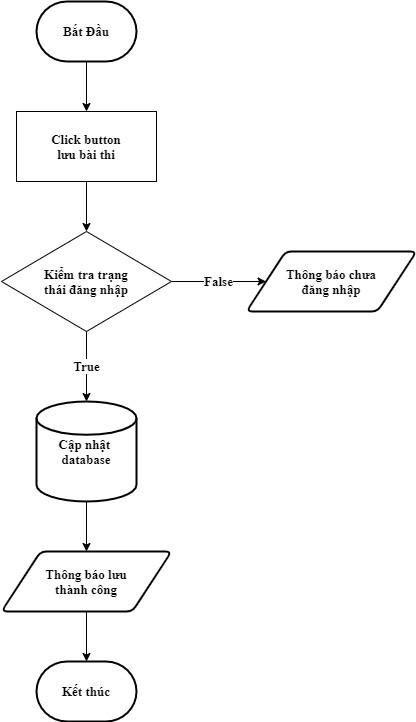 Bắt Đầu
Click button
lưu bài thi
Kiểm tra trạng
thái đăng nhập
False
Thông báo chưa
đăng nhập
True
Cập nhật
database
Thông báo lưu
thành công
Kết thúc